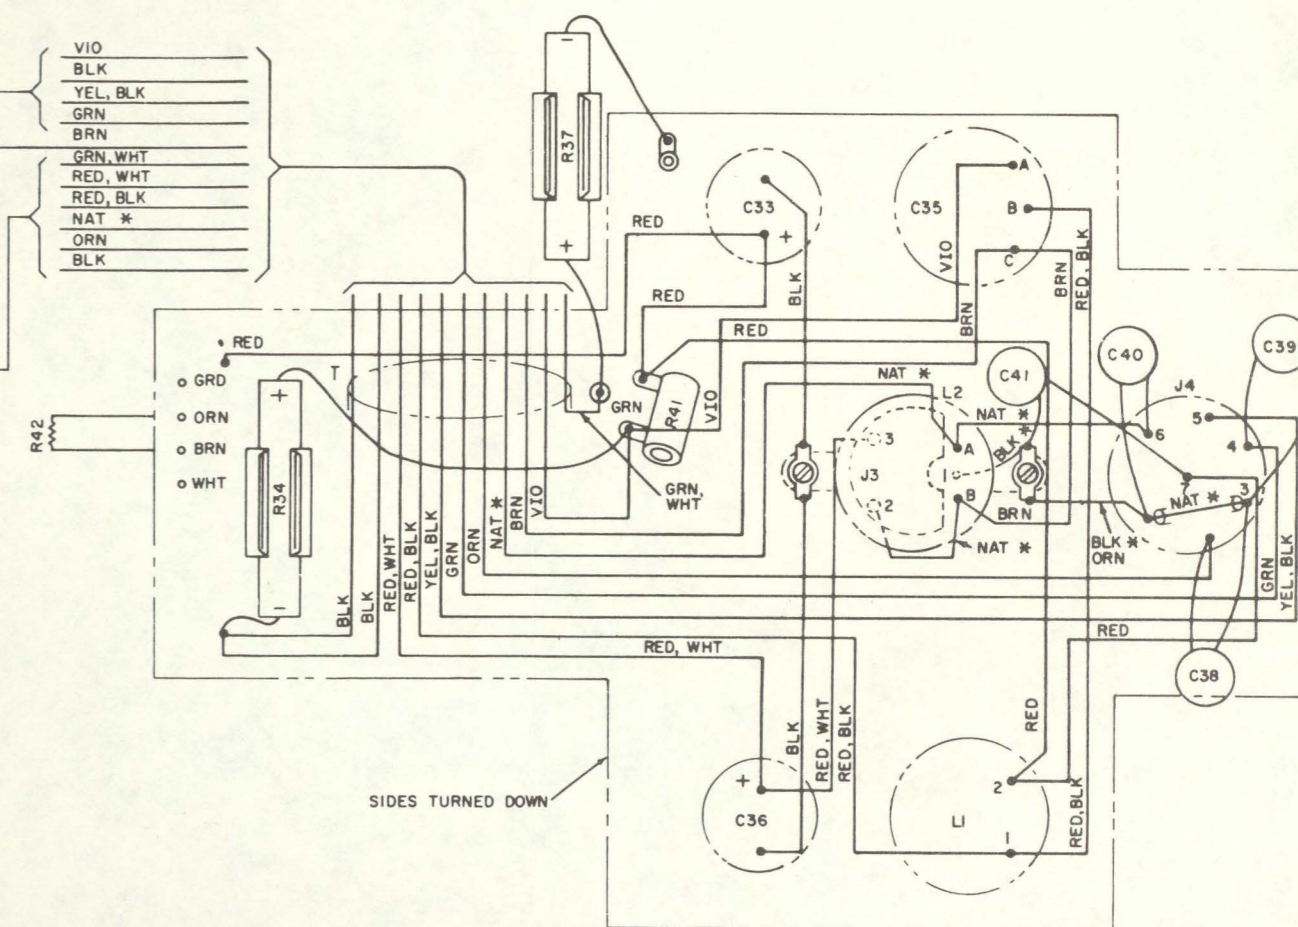 VIO
BLK
YEL, BLK
GRN
BRN
GRN, WHT
RED, WHT
RED, BLK
NAT *
ORN
BLK
R42
RED
GRD
ORN
BRN
WHT
T
+
R34
-
-
R37
+
BLK
BLK
RED, WHT
RED, BLK
YEL, BLK
GRN
ORN
NAT *
BRN
VIO
RED
RED
RED
C33
+
BLK
GRN
R41
VIO
GRN,
WHT
C35
A
B
C
VIO
BRN
BRN
RED, BLK
NAT *
L2
C41
NAT *
BLK *
A
B
C
3
J3
2
BRN
NAT *
C40
C39
J4
5
4
6
7
3
NAT *
BLK *
ORN
GRN
YEL, BLK
RED
C38
RED, WHT
BLK
RED, WHT
RED, BLK
RED
RED, BLK
+
C36
2
L1
1
SIDES TURNED DOWN